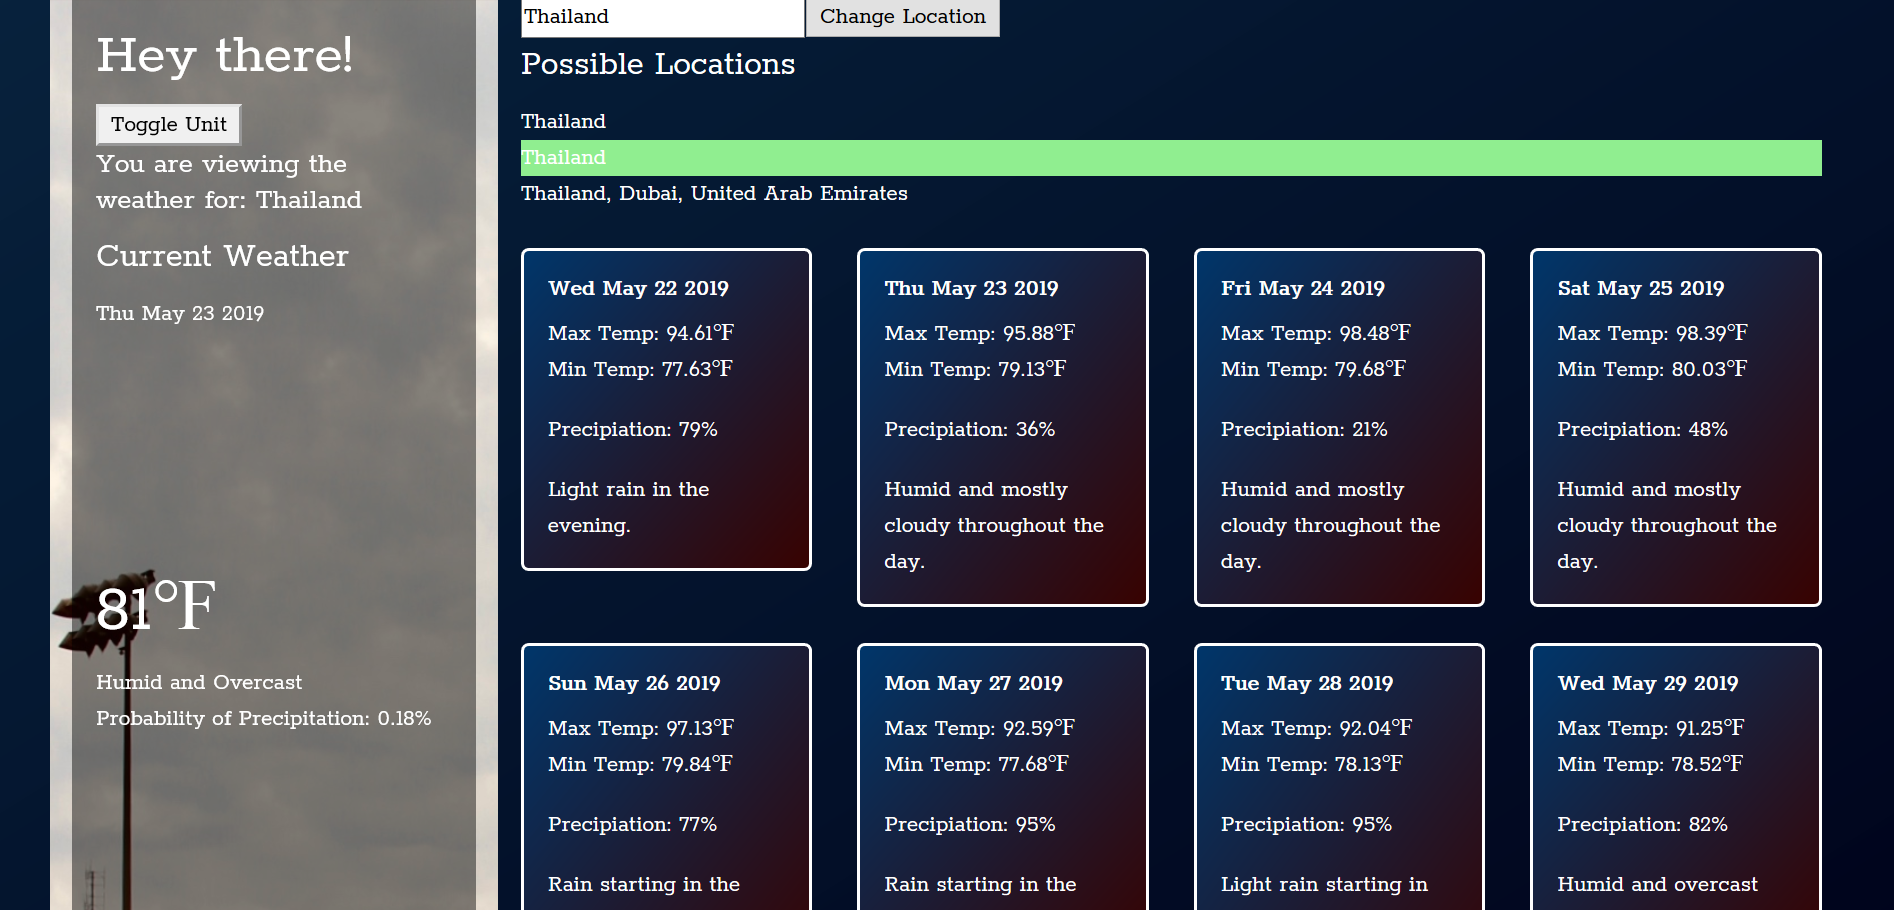 Hey there!
Toggle Unit
You are viewing the
weather for: Thailand
Current Weather
Thu May 23 2019
81°F
Humid and Overcast
Probability of Precipitation: 0.18%
Thailand
Change Location
Possible Locations
Thailand
Thailand
Thailand, Dubai, United Arab Emirates
Wed May 22 2019
Max Temp: 94.61°F
Min Temp: 77.63°F
Precipiation: 79%
Light rain in the
evening.
Thu May 23 2019
Max Temp: 95.88°F
Min Temp: 79.13°F
Precipiation: 36%
Humid and mostly
cloudy throughout the
day.
Fri May 24 2019
Max Temp: 98.48°F
Min Temp: 79.68°F
Precipiation: 21%
Humid and mostly
cloudy throughout the
day.
Sat May 25 2019
Max Temp: 98.39°F
Min Temp: 80.03°F
Precipiation: 48%
Humid and mostly
cloudy throughout the
day.
Sun May 26 2019
Max Temp: 97.13°F
Min Temp: 79.84°F
Precipiation: 77%
Rain starting in the
Mon May 27 2019
Max Temp: 92.59°F
Min Temp: 77.68°F
Precipiation: 95%
Rain starting in the
Tue May 28 2019
Max Temp: 92.04°F
Min Temp: 78.13°F
Precipiation: 95%
Light rain starting in
Wed May 29 2019
Max Temp: 91.25°F
Min Temp: 78.52°F
Precipiation: 82%
Humid and overcast